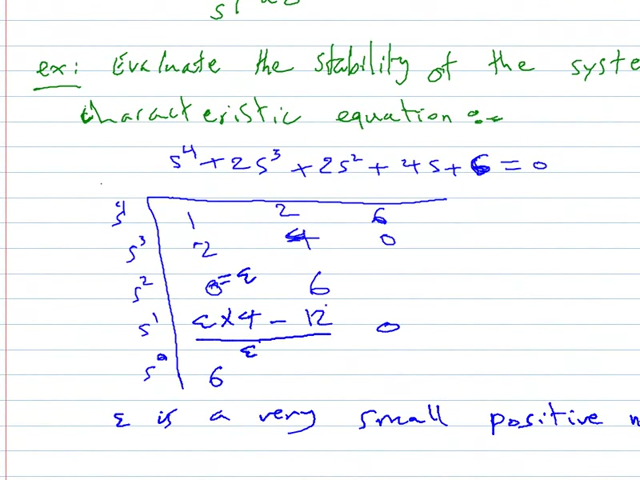 ex: Evaluate the stability of the syste
characteristic equation :-
s⁴ + 2s³ + 2s² + 4s + 6 = 0
s⁴ 1 2 6
s³ 2 4 0
s² 0=ε 6
s¹ ε×4 - 12 0
ε
s⁰ 6
ε is a very small positive